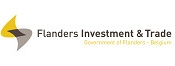 Flanders Investment & Trade
Government of Flanders - Belgium